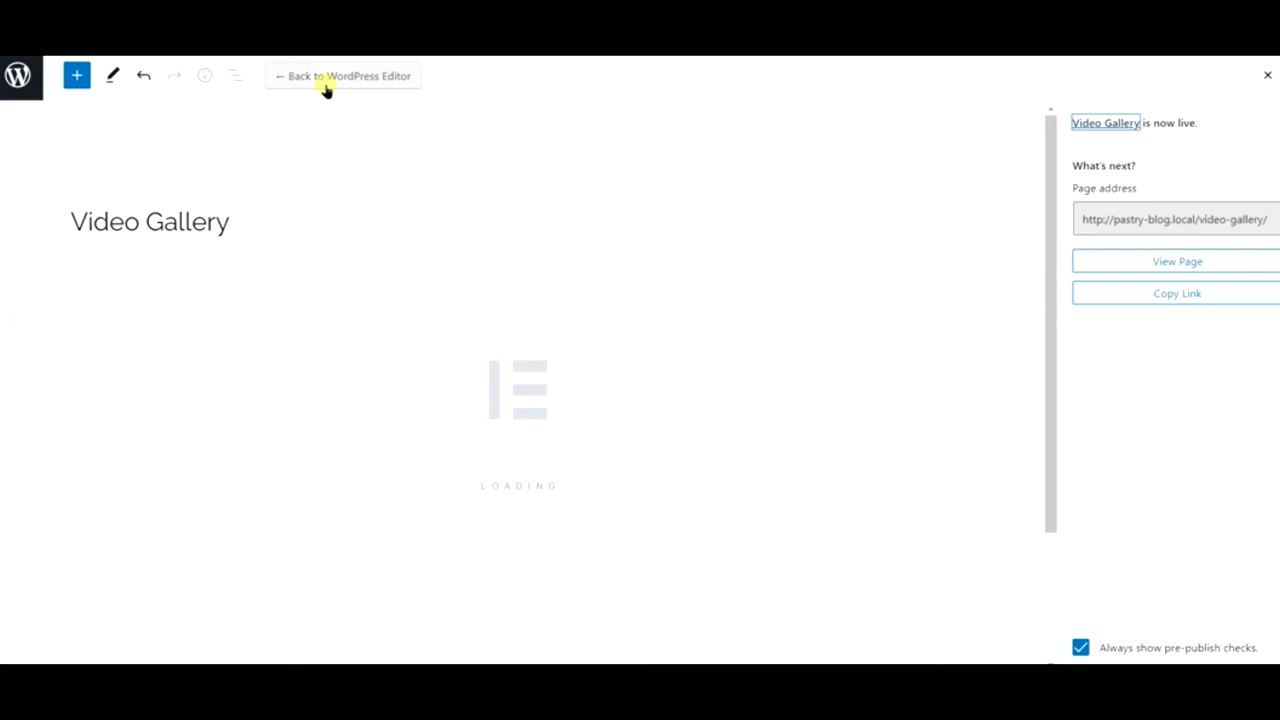 ← Back to WordPress Editor
Video Gallery is now live.
What's next?
Page address
http://pastry-blog.local/video-gallery/
View Page
Copy Link
Video Gallery
LOADING
Always show pre-publish checks.